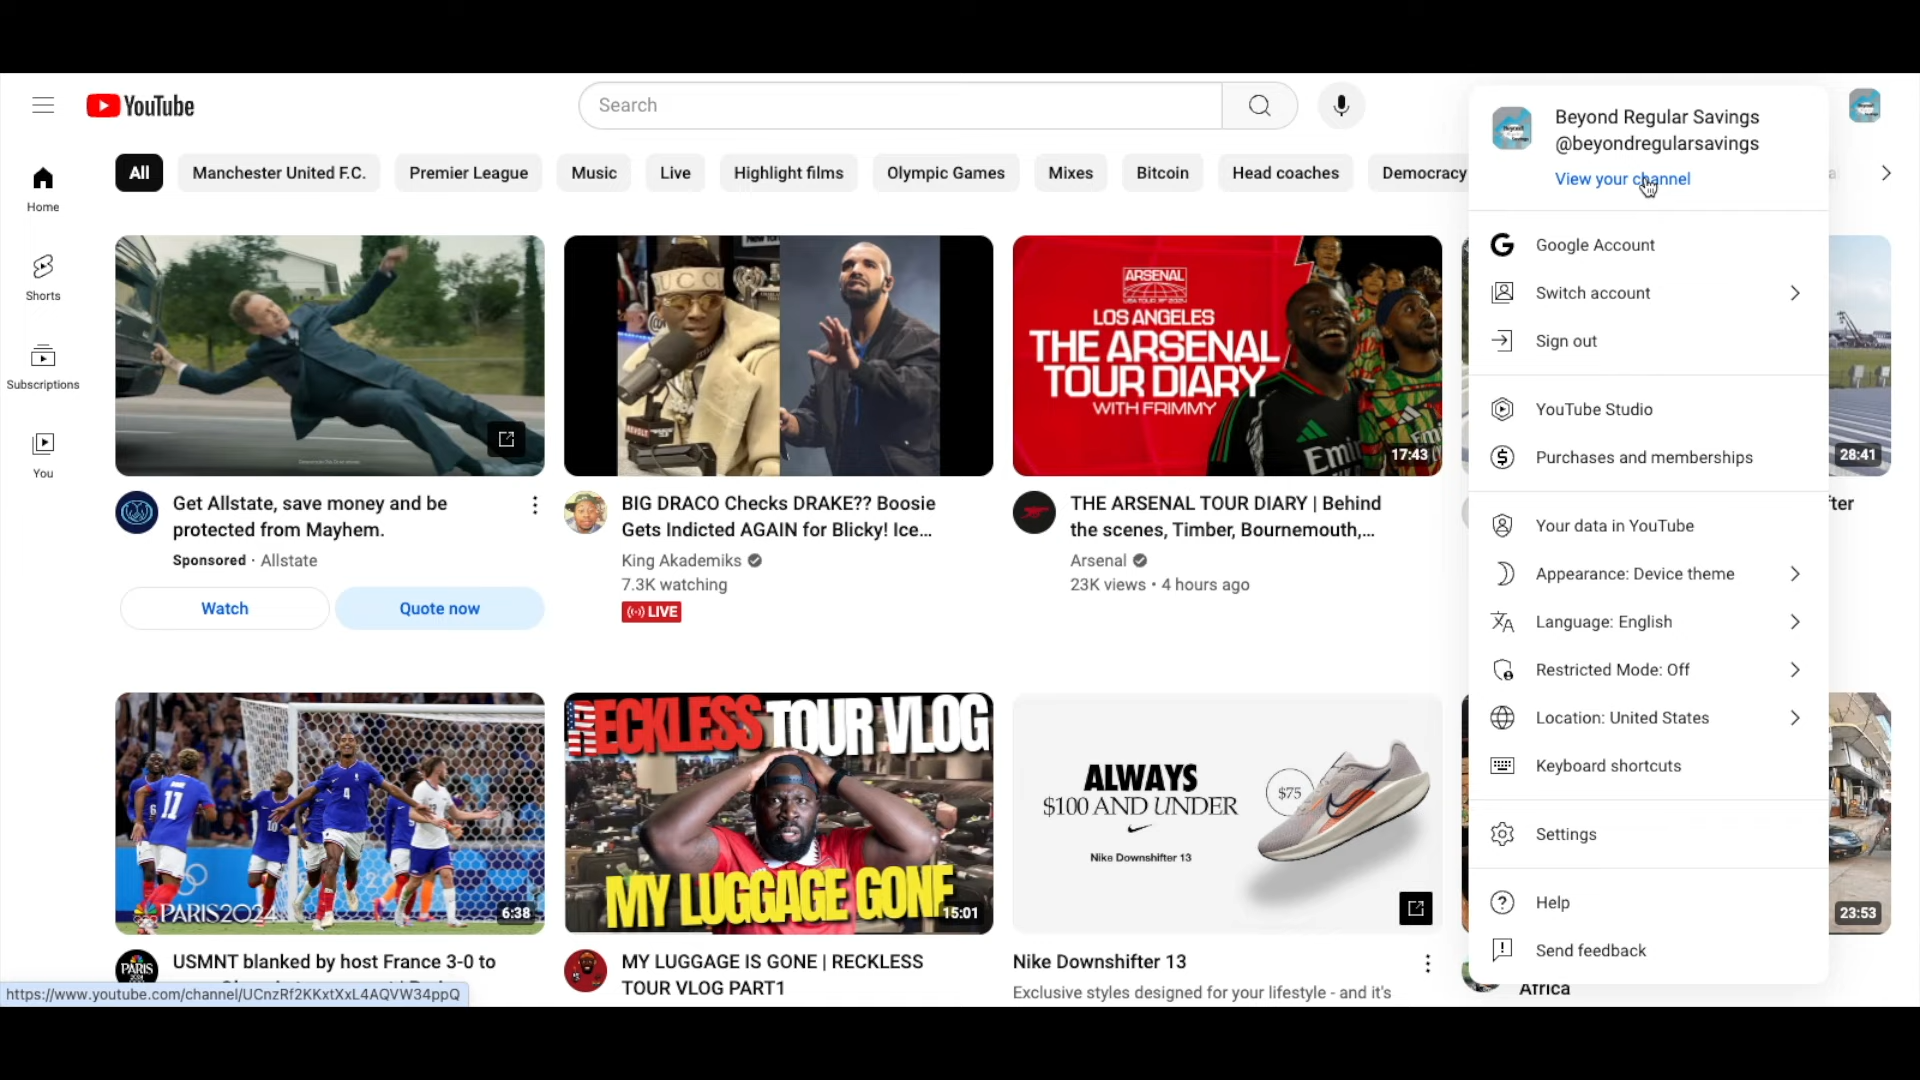 YouTube
Search
Home
Shorts
Subscriptions
You
All
Manchester United F.C.
Premier League
Music
Live
Highlight films
Olympic Games
Mixes
Bitcoin
Head coaches
Democracy
GUCCI
REVOLT
ARSENAL
LOS ANGELES
THE ARSENAL
TOUR DIARY
WITH FRIMMY
17:43
28:41
Get Allstate, save money and be
protected from Mayhem.
Sponsored · Allstate
Watch
Quote now
BIG DRACO Checks DRAKE?? Boosie
Gets Indicted AGAIN for Blicky! Ice...
King Akademiks
7.3K watching
LIVE
THE ARSENAL TOUR DIARY | Behind
the scenes, Timber, Bournemouth,...
Arsenal
23K views • 4 hours ago
11
4
10
6
PARIS2024
6:38
RECKLESS TOUR VLOG
MY LUGGAGE GONE
15:01
ALWAYS
$100 AND UNDER
$75
Nike Downshifter 13
23:53
PARIS
USMNT blanked by host France 3-0 to
MY LUGGAGE IS GONE | RECKLESS
TOUR VLOG PART1
Nike Downshifter 13
Exclusive styles designed for your lifestyle - and it's
Africa
https://www.youtube.com/channel/UCnzRf2KKxtXxL4AQVW34ppQ
Beyond Regular Savings
@beyondregularsavings
View your channel
Google Account
Switch account
Sign out
YouTube Studio
Purchases and memberships
Your data in YouTube
Appearance: Device theme
Language: English
Restricted Mode: Off
Location: United States
Keyboard shortcuts
Settings
Help
Send feedback